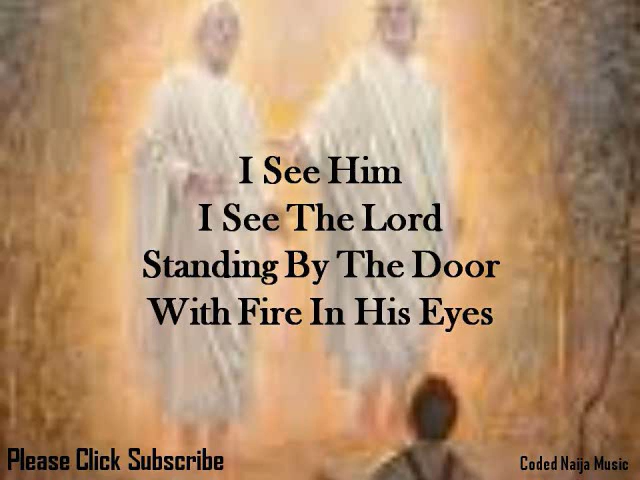 I See Him
I See The Lord
Standing By The Door
With Fire In His Eyes
Please Click Subscribe
Coded Naija Music